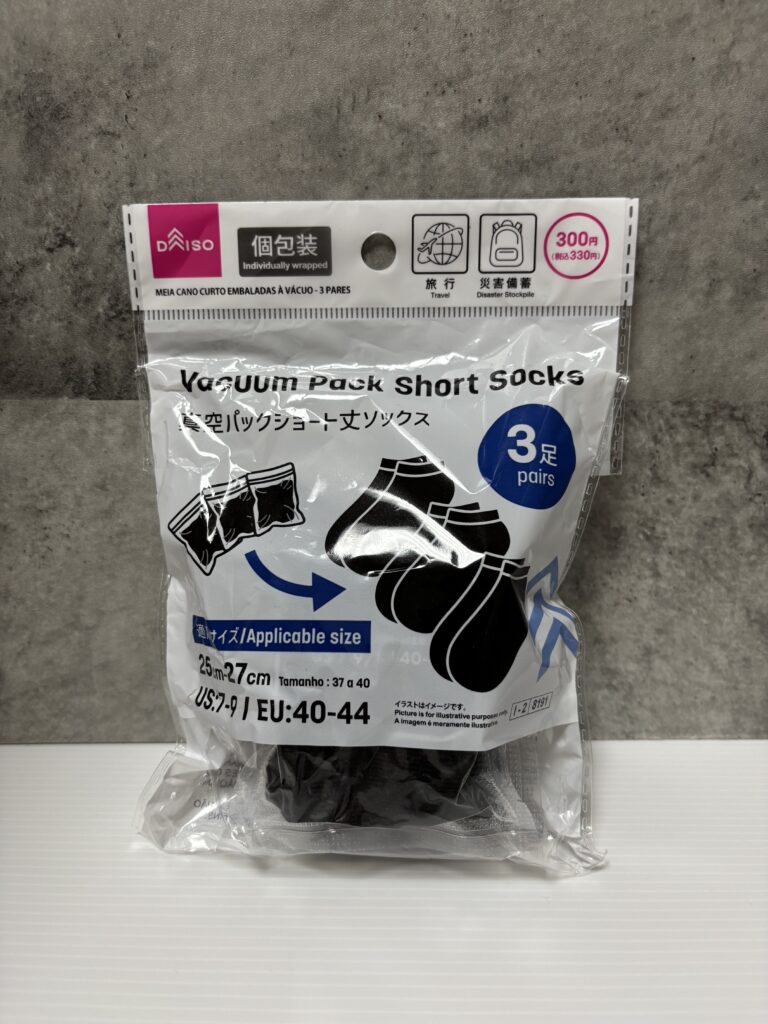 DAISO
個包装
Individually wrapped
旅行
Travel
災害備蓄
Disaster Stockpile
300円
(税込330円)
MEIA CANO CURTO EMBALADAS À VÁCUO - 3 PARES
Vacuum Pack Short Socks
真空パックショート丈ソックス
3足
pairs
サイズ/Applicable size
25cm-27cm Tamanho : 37 a 40
US:7-9 / EU:40-44
イラストはイメージです。
Picture is for illustrative purposes only.
A imagem é meramente ilustrativa.
I-2 8191